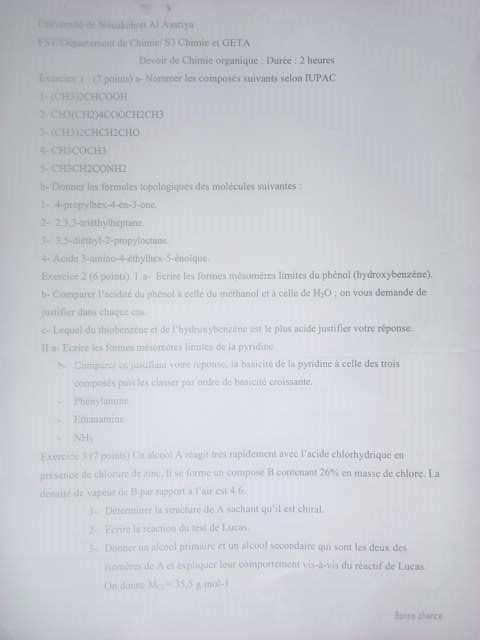 Université de Nouakchott Al Aasriya
FST/Département de Chimie/ S3 Chimie et GETA
Devoir de Chimie organique : Durée : 2 heures
Exercice 1 : (7 points) a- Nommer les composés suivants selon IUPAC
1- (CH3)2CHCOOH
2- CH3(CH2)4COOCH2CH3
3- (CH3)2CHCH2CHO
4- CH3COCH3
5- CH3CH2CONH2
b- Donner les formules topologiques des molécules suivantes :
1- 4-propylhex-4-én-3-one.
2- 2,3,3-triéthylheptane.
3- 3,5-diéthyl-2-propyloctane.
4- Acide 3-amino-4-éthylhex-5-énoïque.
Exercice 2 (6 points) 1 a- Ecrire les formes mésomères limites du phénol (hydroxybenzène).
b- Comparer l'acidité du phénol à celle du méthanol et à celle de H2O ; on vous demande de
justifier dans chaque cas.
c- Lequel du thiobenzène et de l'hydroxybenzène est le plus acide justifier votre réponse.
II a- Ecrire les formes mésomères limites de la pyridine
b- Comparer en justifiant votre réponse, la basicité de la pyridine à celle des trois
composés puis les classer par ordre de basicité croissante.
- Phénylamine
- Ethanamine
- NH3
Exercice 3 (7 points) Un alcool A réagit très rapidement avec l'acide chlorhydrique en
présence de chlorure de zinc. Il se forme un composé B contenant 26% en masse de chlore. La
densité de vapeur de B par rapport à l'air est 4.6.
1- Déterminer la structure de A sachant qu'il est chiral.
2- Ecrire la réaction du test de Lucas.
3- Donner un alcool primaire et un alcool secondaire qui sont les deux des
isomères de A et expliquer leur comportement vis-à-vis du réactif de Lucas.
On donne MCl = 35,5 g.mol-1
Bonne chance